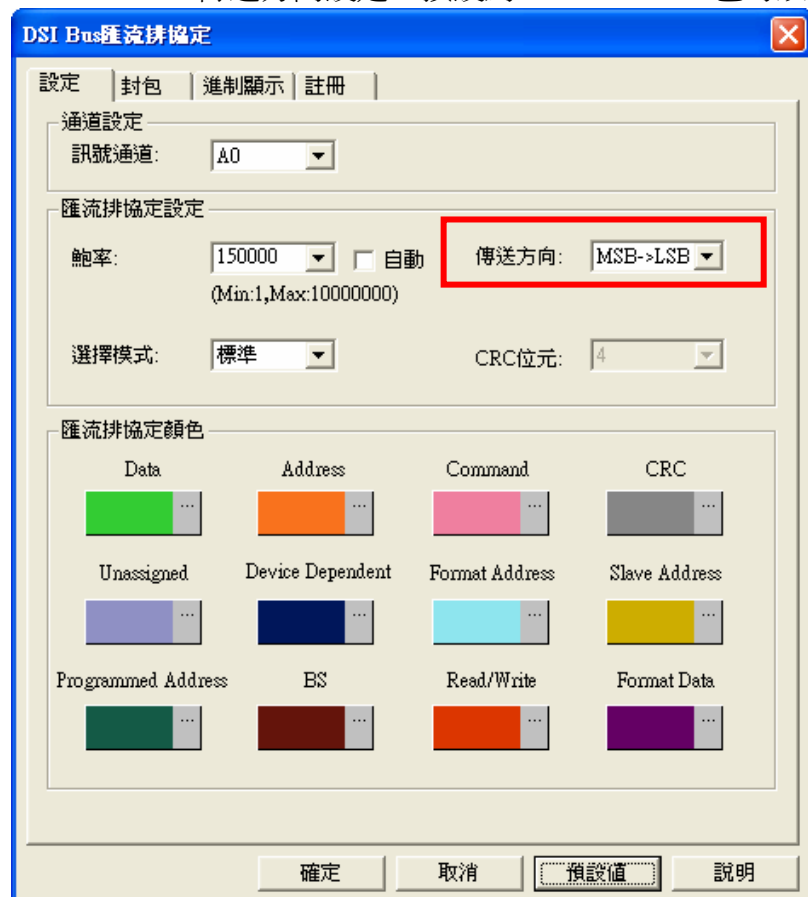 DSI Bus匯流排協定
設定 封包 進制顯示 註冊
通道設定
訊號通道: A0
匯流排協定設定
鮑率: 150000 自動 傳送方向: MSB->LSB
(Min:1,Max:10000000)
選擇模式: 標準 CRC位元: 4
匯流排協定顏色
Data Address Command CRC
... ... ... ...
Unassigned Device Dependent Format Address Slave Address
... ... ... ...
Programmed Address BS Read/Write Format Data
... ... ... ...
確定 取消 預設值 說明